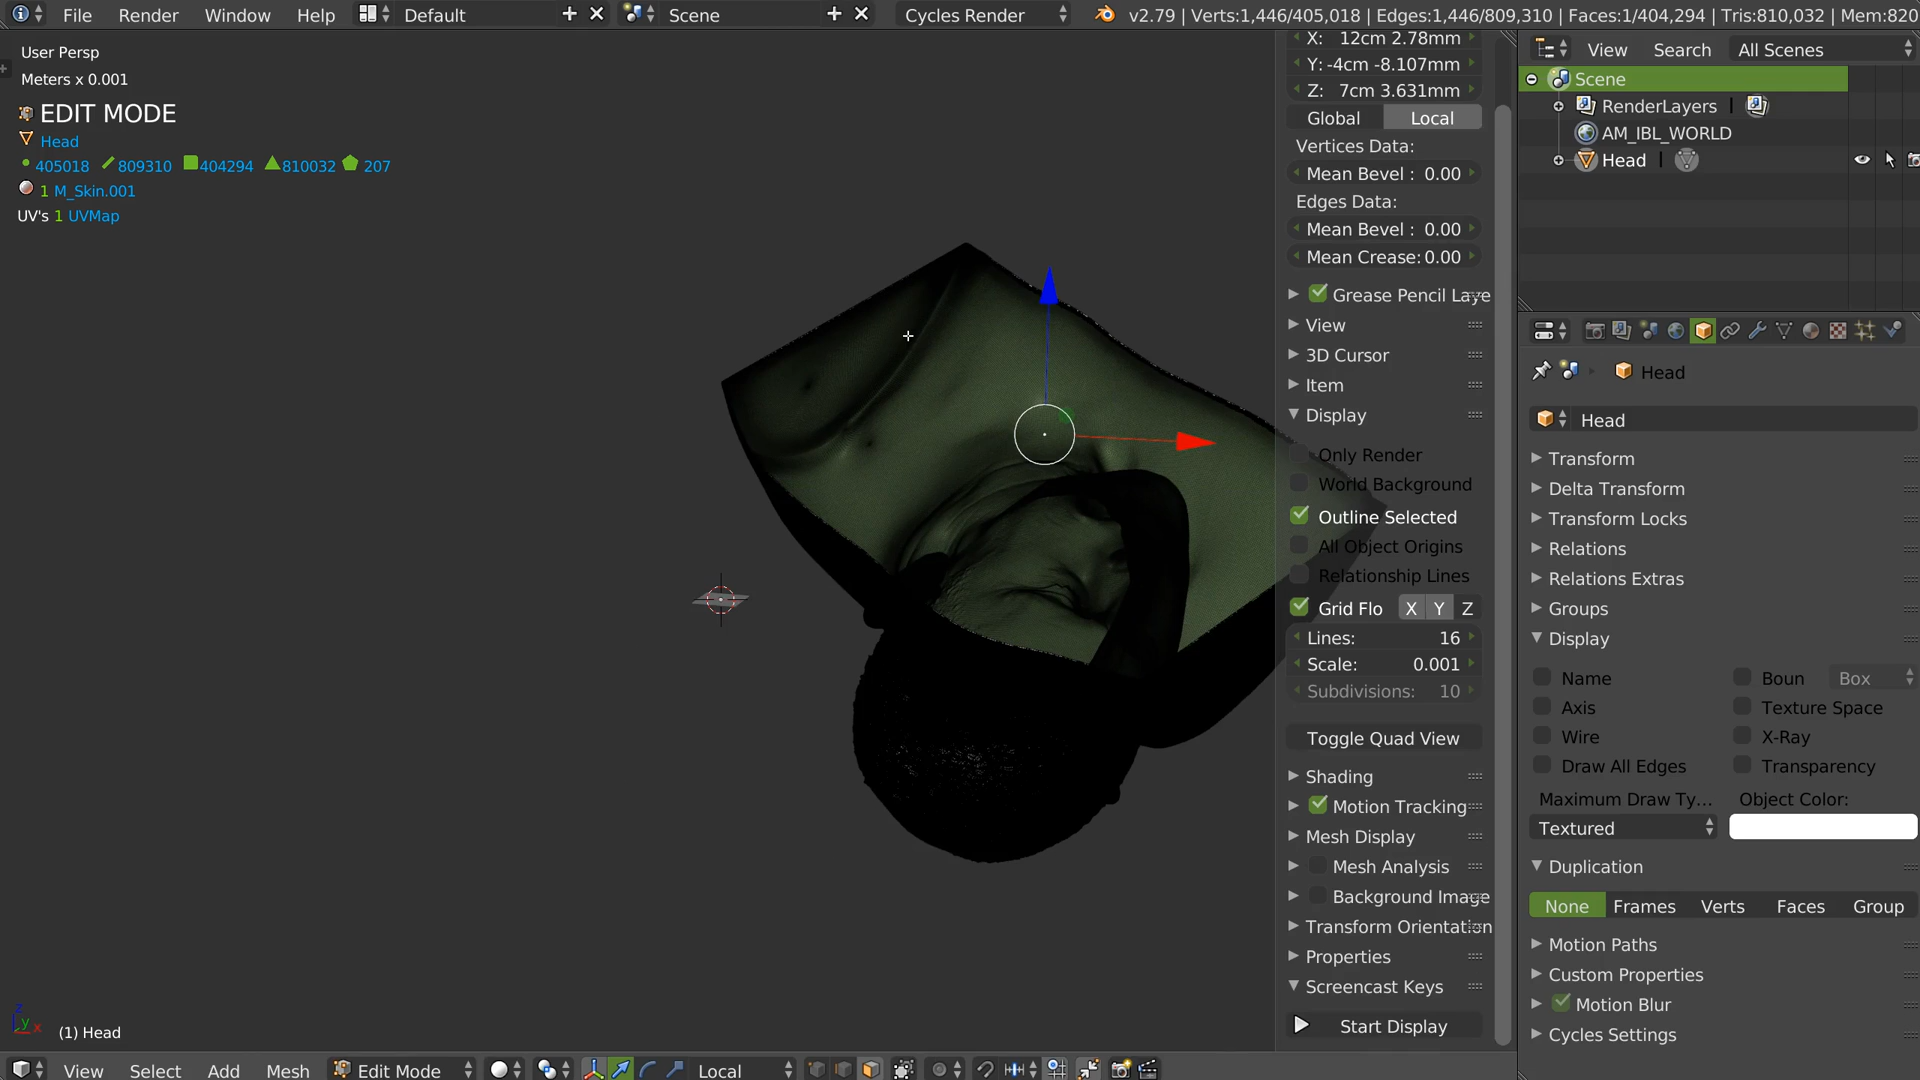 File Render Window Help Default Scene Cycles Render v2.79 | Verts:1,446/405,018 | Edges:1,446/809,310 | Faces:1/404,294 | Tris:810,032 | Mem:820
User Persp
Meters x 0.001
EDIT MODE
Head
405018 809310 404294 810032 207
1 M_Skin.001
UV's 1 UVMap
(1) Head
X: 12cm 2.78mm
Y: -4cm -8.107mm
Z: 7cm 3.631mm
Global Local
Vertices Data:
Mean Bevel : 0.00
Edges Data:
Mean Bevel : 0.00
Mean Crease: 0.00
Grease Pencil Laye
View
3D Cursor
Item
Display
Only Render
World Background
Outline Selected
All Object Origins
Relationship Lines
Grid Flo X Y Z
Lines: 16
Scale: 0.001
Subdivisions: 10
Toggle Quad View
Shading
Motion Tracking
Mesh Display
Mesh Analysis
Background Image
Transform Orientation
Properties
Screencast Keys
Start Display
View Search All Scenes
Scene
RenderLayers |
AM_IBL_WORLD
Head |
Head
Head
Transform
Delta Transform
Transform Locks
Relations
Relations Extras
Groups
Display
Name Boun Box
Axis Texture Space
Wire X-Ray
Draw All Edges Transparency
Maximum Draw Ty... Object Color:
Textured
Duplication
None Frames Verts Faces Group
Motion Paths
Custom Properties
Motion Blur
Cycles Settings
View Select Add Mesh Edit Mode Local